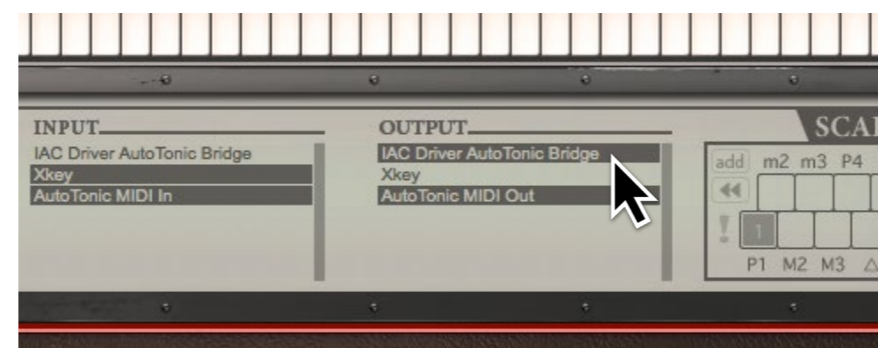 INPUT
IAC Driver AutoTonic Bridge
Xkey
AutoTonic MIDI In
OUTPUT
IAC Driver AutoTonic Bridge
Xkey
AutoTonic MIDI Out
SCA
add m2 m3 P4
!
1
P1 M2 M3 △